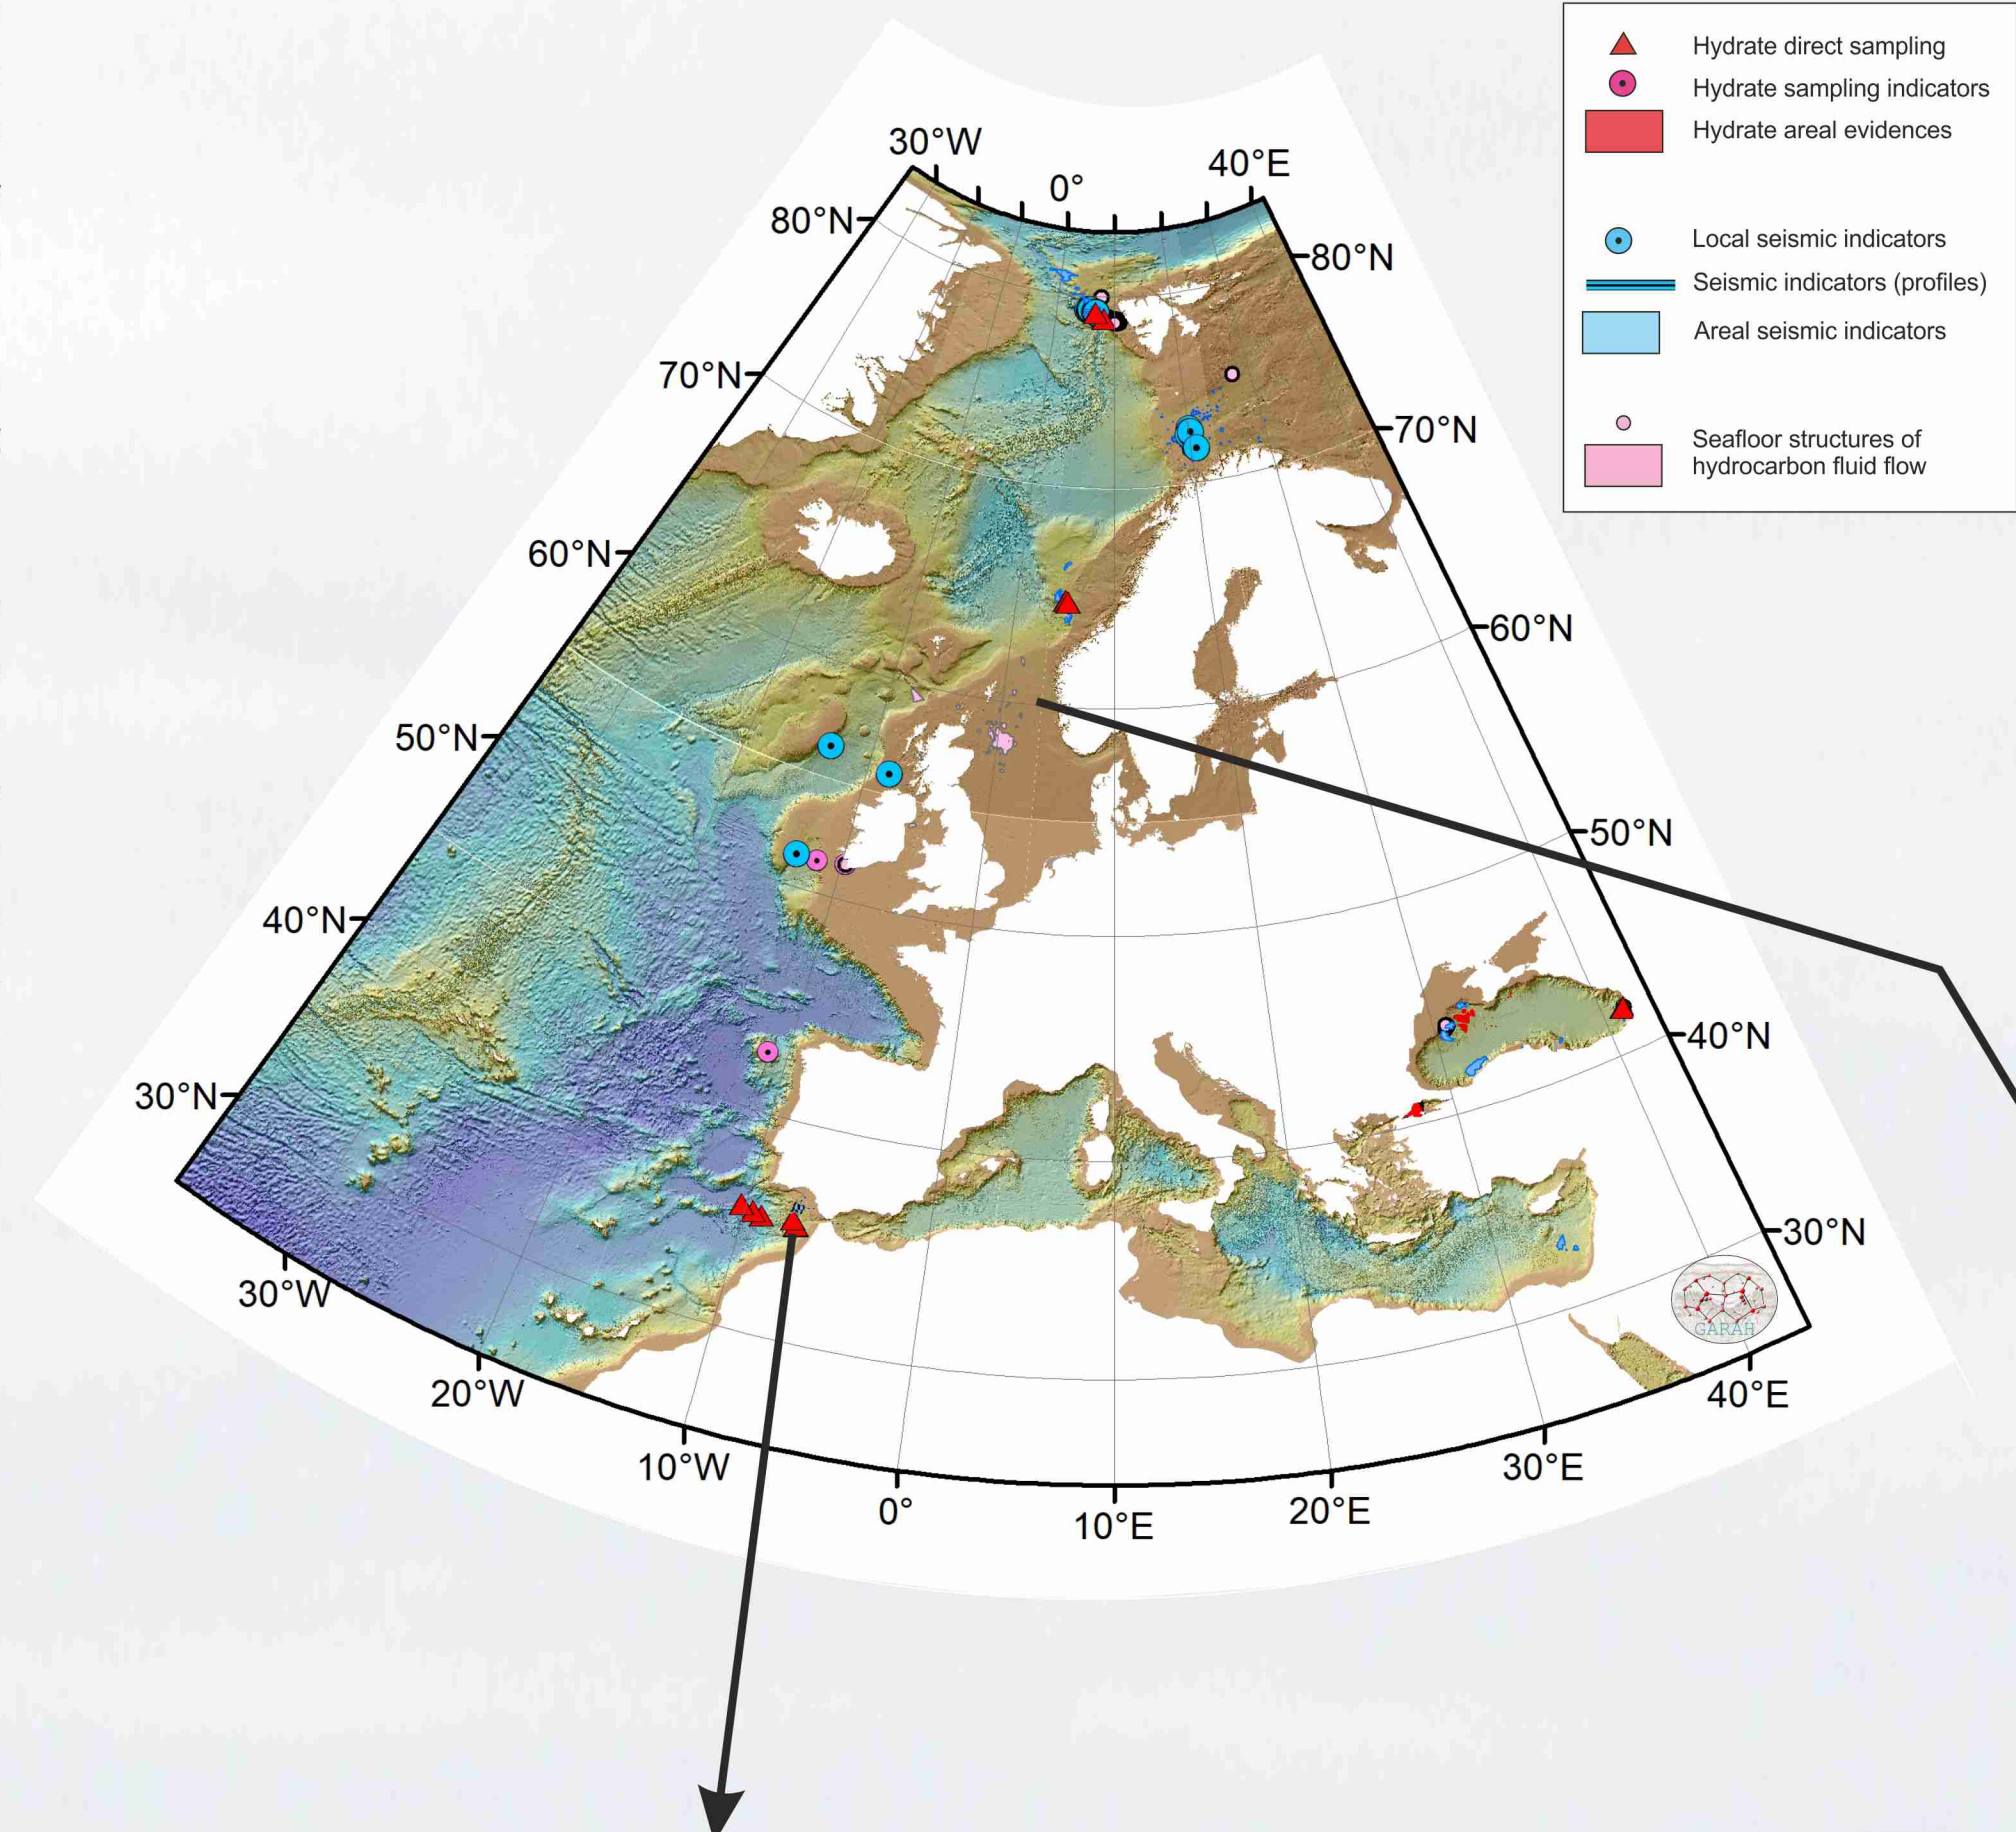 Hydrate direct sampling
Hydrate sampling indicators
Hydrate areal evidences
Local seismic indicators
Seismic indicators (profiles)
Areal seismic indicators
Seafloor structures of
hydrocarbon fluid flow
30°W
0°
40°E
80°N
80°N
70°N
70°N
60°N
60°N
50°N
50°N
40°N
40°N
30°N
30°N
30°W
20°W
10°W
0°
10°E
20°E
30°E
40°E
GARAH